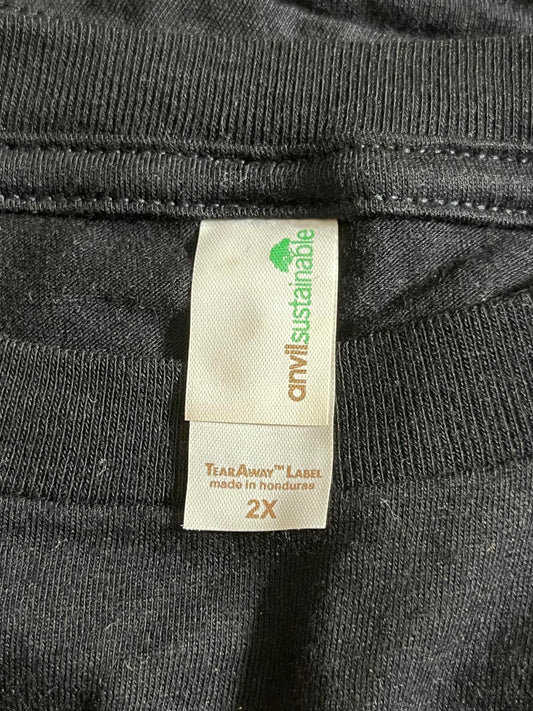 anvilsustainable
TEARAWAY™ LABEL
made in honduras
2X